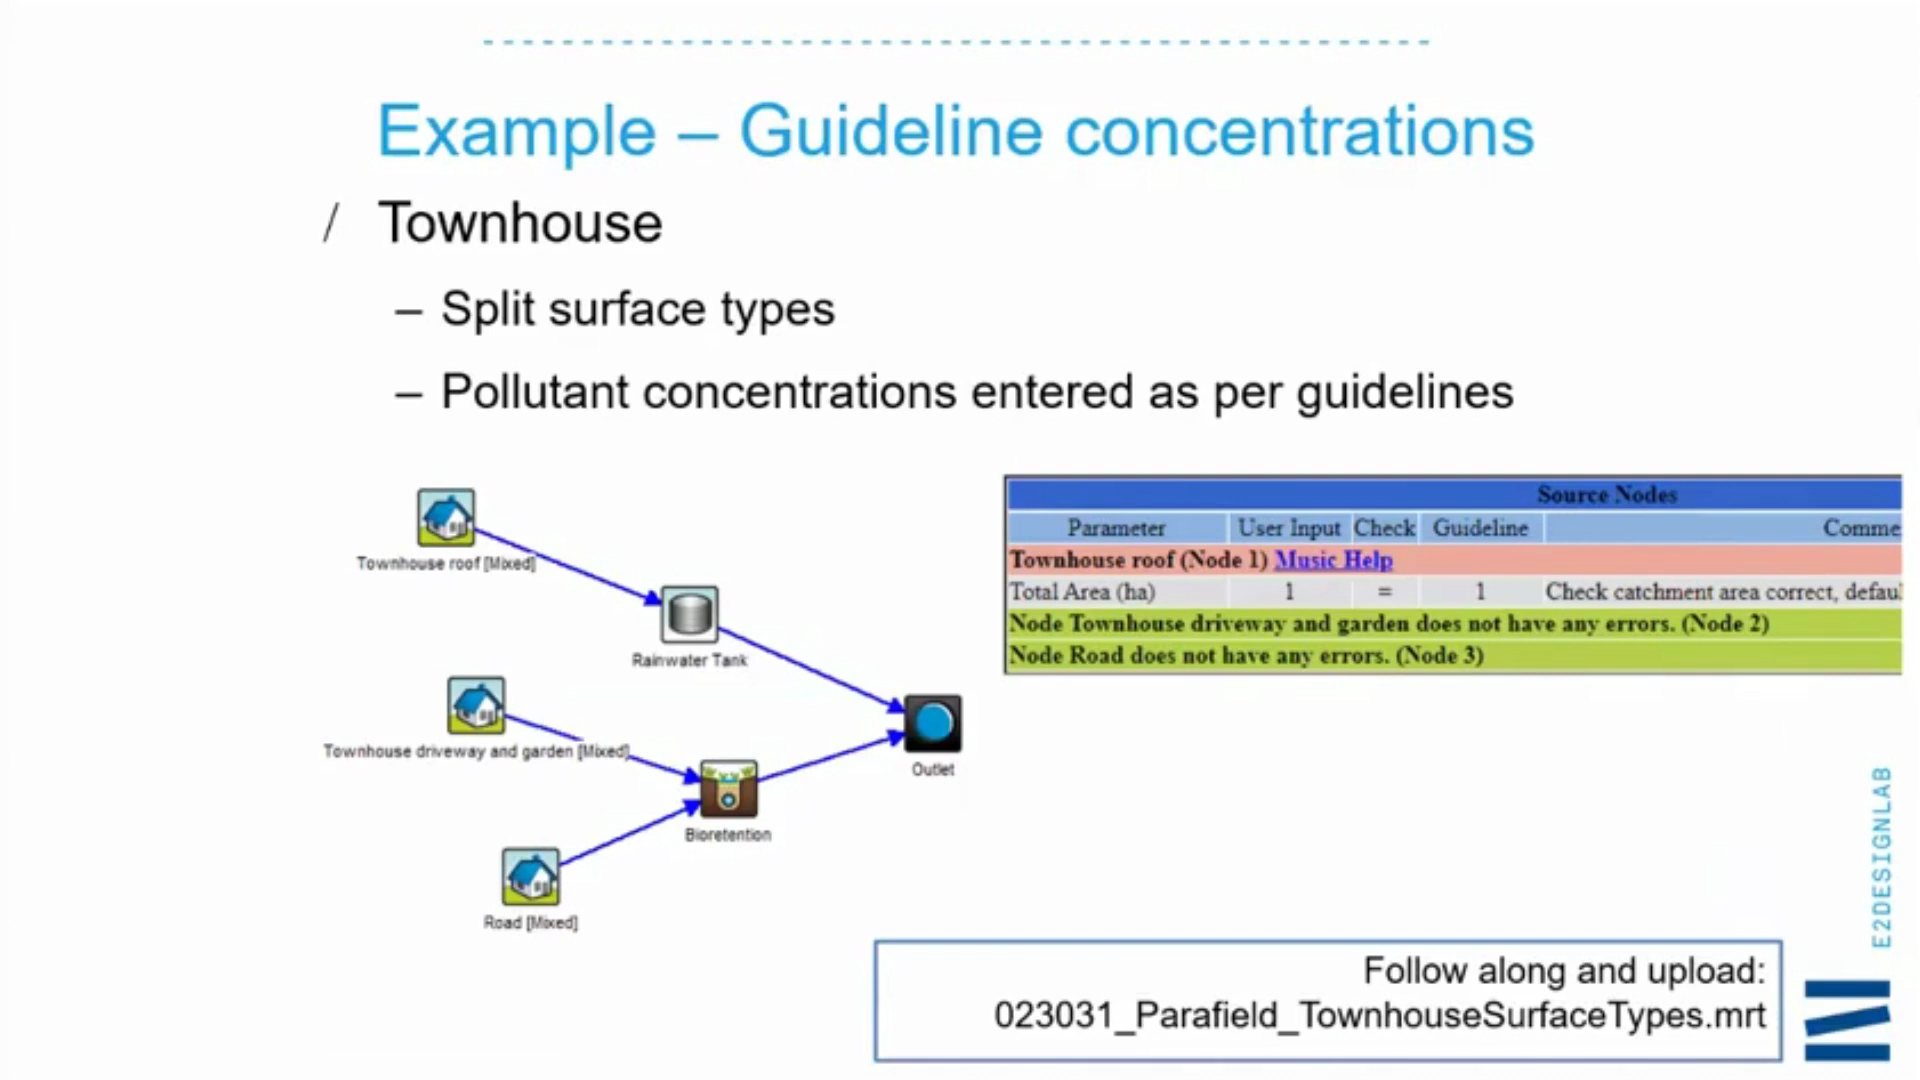 Example – Guideline concentrations
/ Townhouse
– Split surface types
– Pollutant concentrations entered as per guidelines
Townhouse roof [Mixed]
Rainwater Tank
Townhouse driveway and garden [Mixed]
Outlet
Bioretention
Road [Mixed]
Source Nodes
Parameter User Input Check Guideline Comme
Townhouse roof (Node 1) Music Help
Total Area (ha) 1 = 1 Check catchment area correct, defau
Node Townhouse driveway and garden does not have any errors. (Node 2)
Node Road does not have any errors. (Node 3)
Follow along and upload:
023031_Parafield_TownhouseSurfaceTypes.mrt
E2DESIGNLAB